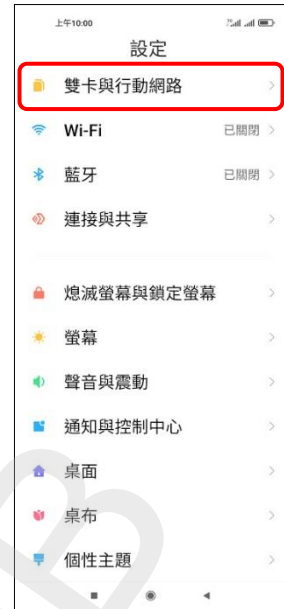 上午10:00
設定
雙卡與行動網路
Wi-Fi 已關閉
藍牙 已關閉
連接與共享
熄滅螢幕與鎖定螢幕
螢幕
聲音與震動
通知與控制中心
桌面
桌布
個性主題